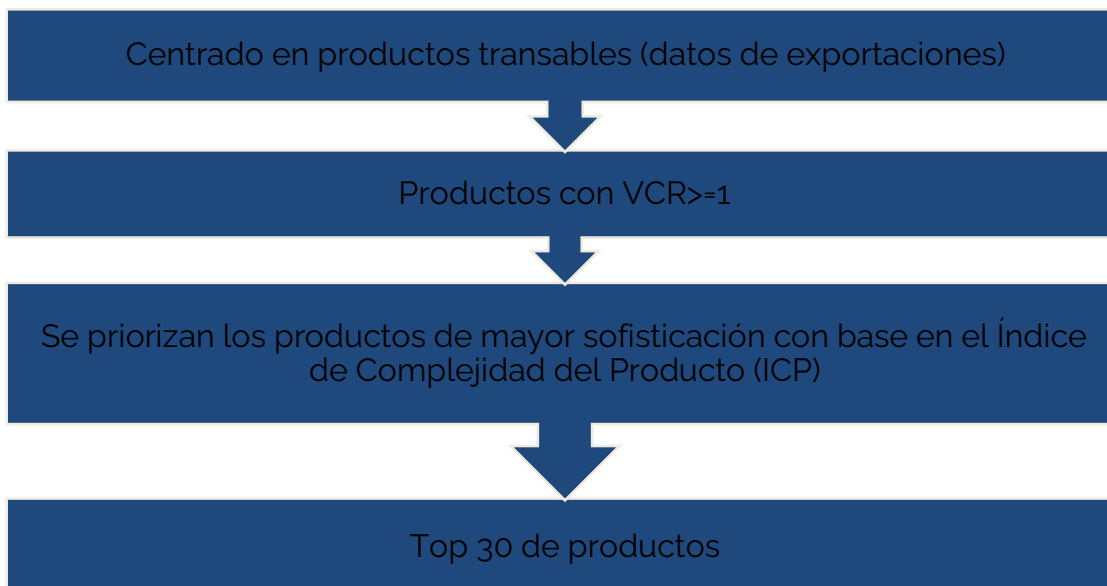 Centrado en productos transables (datos de exportaciones)
Productos con VCR>=1
Se priorizan los productos de mayor sofisticación con base en el Índice
de Complejidad del Producto (ICP)
Top 30 de productos